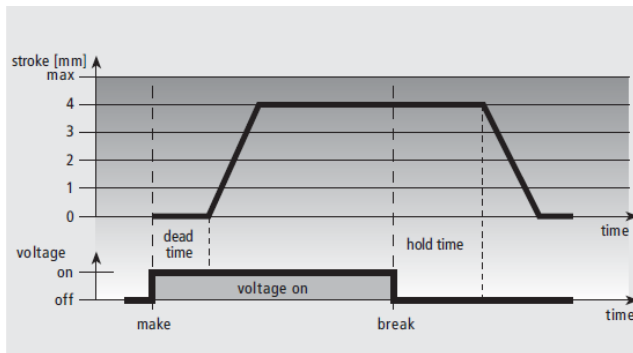 stroke [mm]
max
4
3
2
1
0
time
dead
time
hold time
voltage
on
voltage on
off
time
make
break